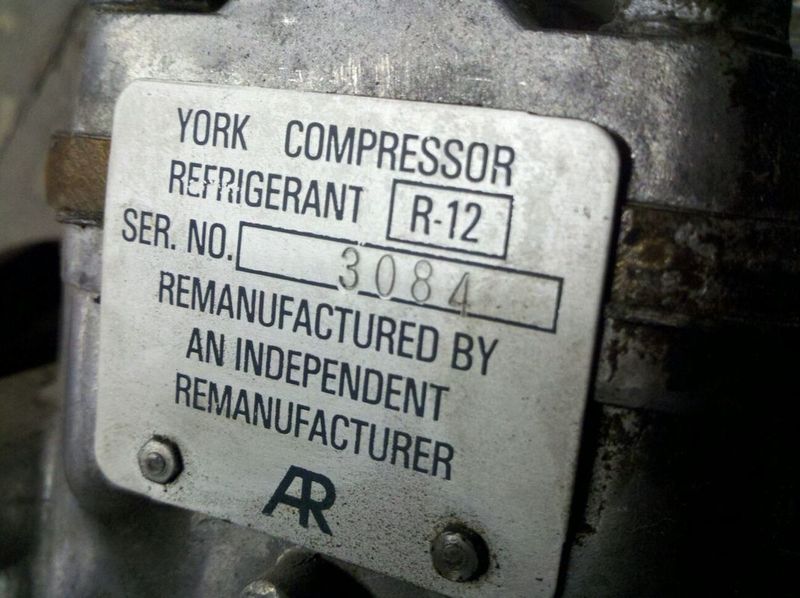 YORK COMPRESSOR
REFRIGERANT R-12
SER. NO. 3084
REMANUFACTURED BY
AN INDEPENDENT
REMANUFACTURER
AR